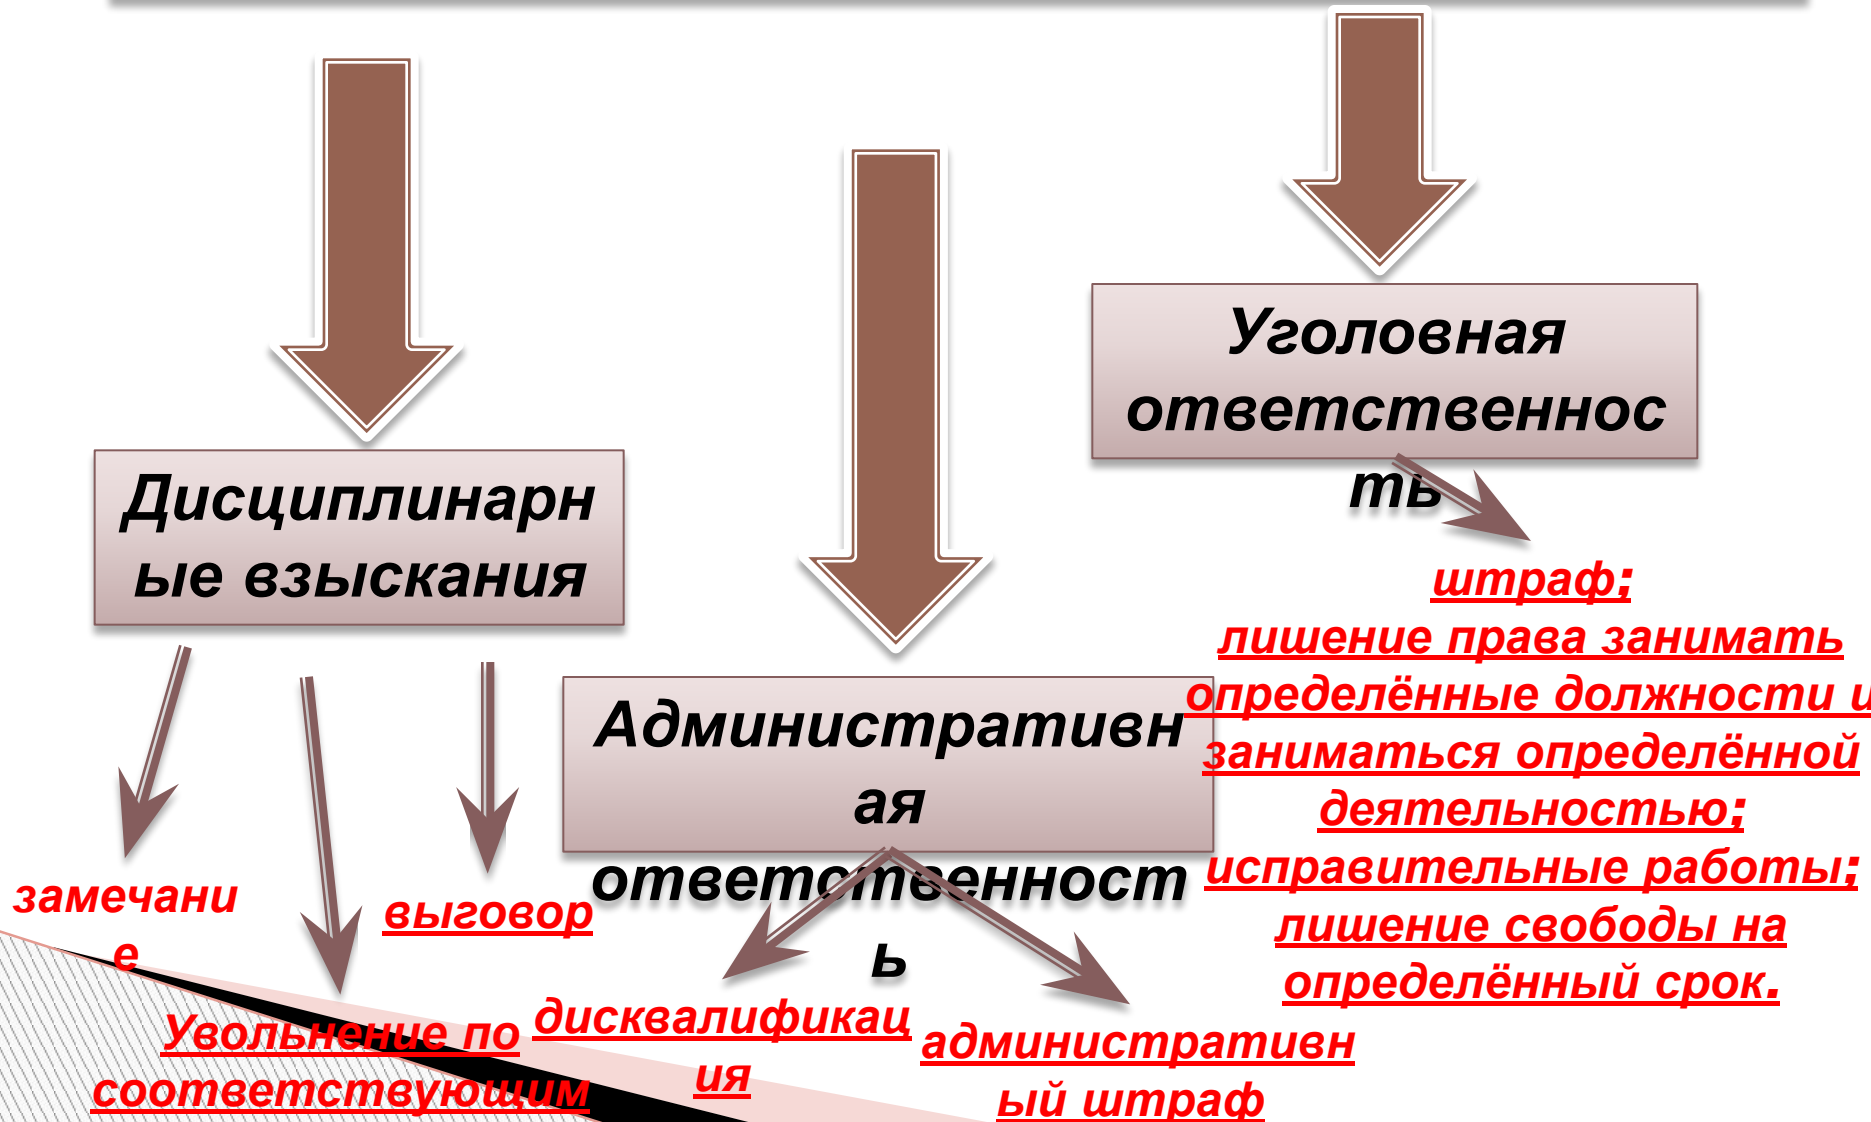 Уголовная
ответственнос
ть
Дисциплинарн
ые взыскания
Административн
ая
ответственност
ь
штраф;
лишение права занимать
определённые должности и
заниматься определённой
деятельностью;
исправительные работы;
лишение свободы на
определённый срок.
замечани
е
выговор
Увольнение по
соответствующим
дисквалификац
ия
административн
ый штраф